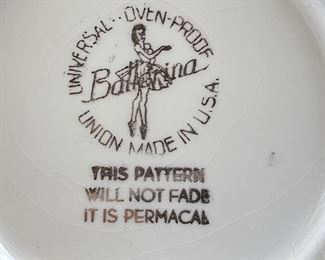 UNIVERSAL·OVEN-PROOF
Ballerina
UNION MADE IN U.S.A.
THIS PATTERN
WILL NOT FADE
IT IS PERMACAL